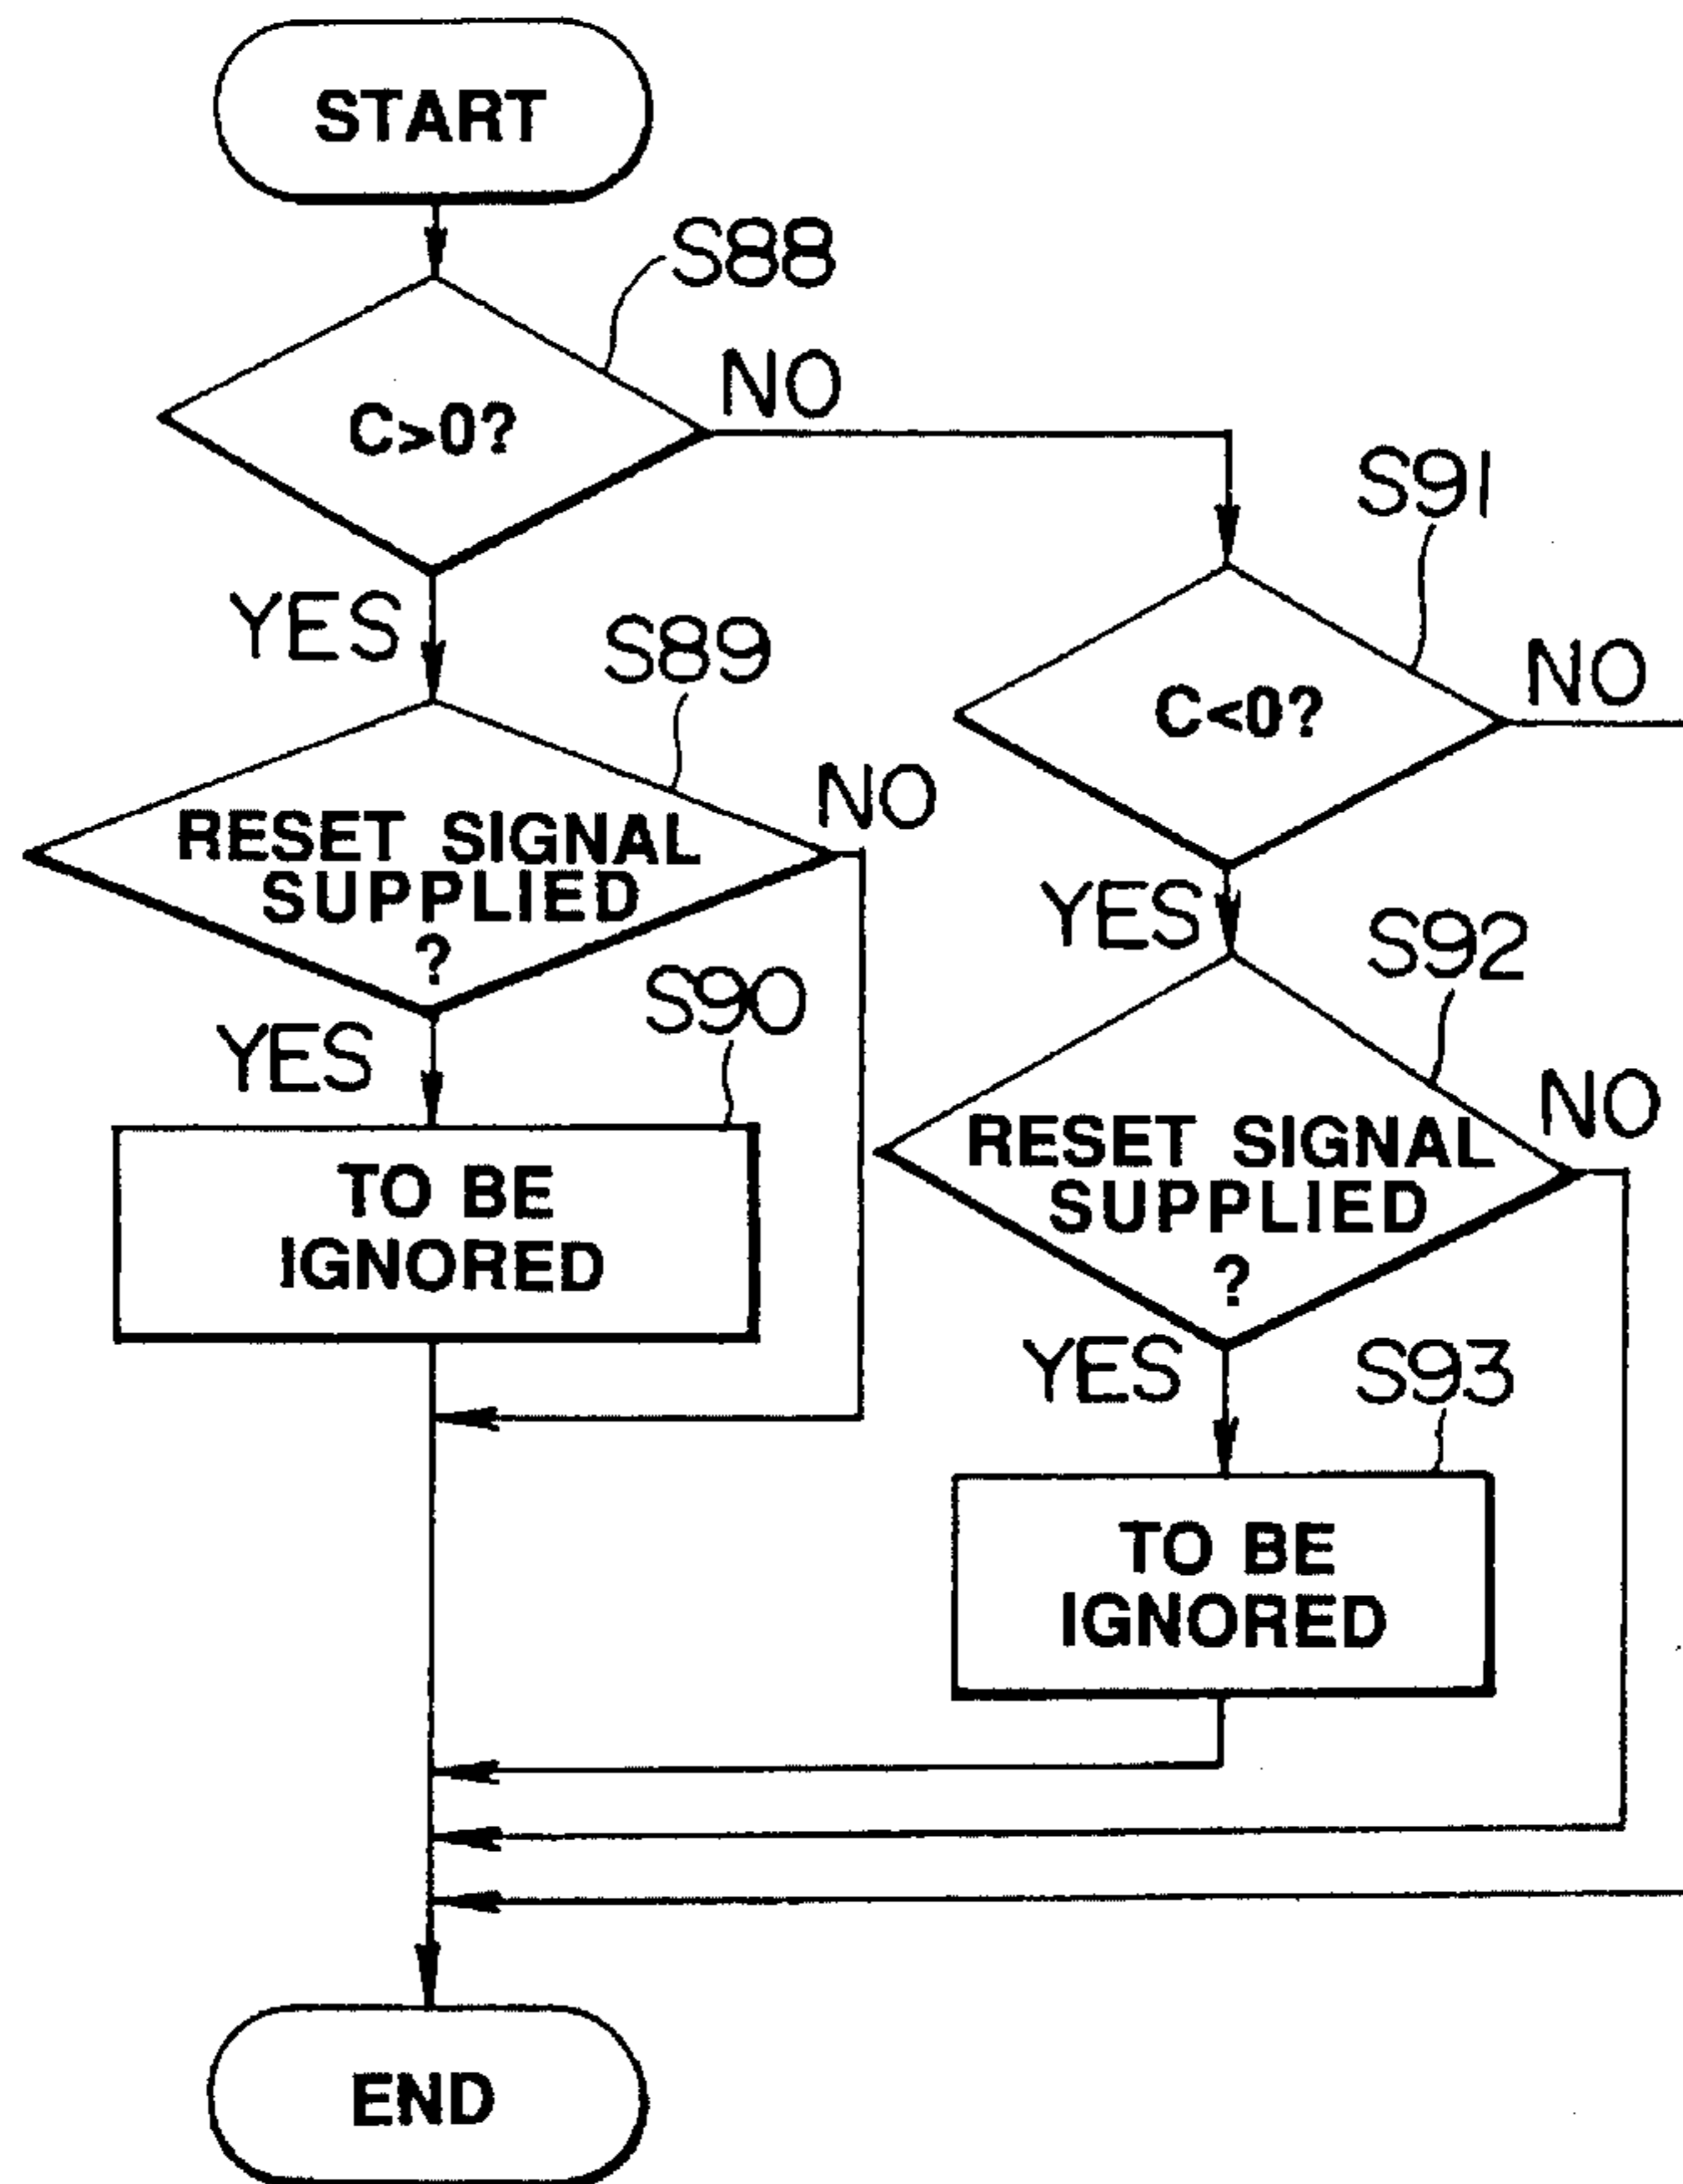 START
S88
C>0?
NO
YES
S91
S89
C<0?
NO
NO
RESET SIGNAL
SUPPLIED
?
YES
S92
S90
YES
NO
TO BE
IGNORED
RESET SIGNAL
SUPPLIED
?
YES
S93
TO BE
IGNORED
END